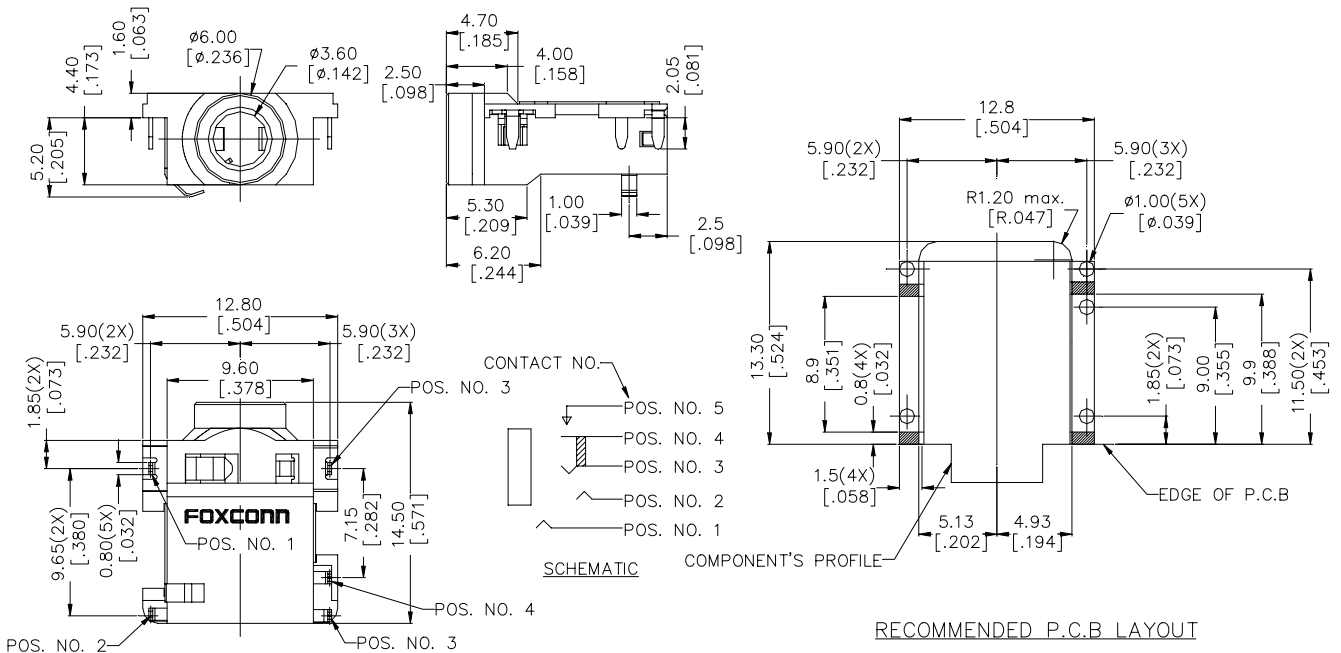 1.60
[.063]
4.40
[.173]
5.20
[.205]
ø6.00
[ø.236]
ø3.60
[ø.142]
4.70
[.185]
4.00
[.158]
2.50
[.098]
2.05
[.081]
5.30
[.209]
6.20
[.244]
1.00
[.039]
2.5
[.098]
12.80
[.504]
5.90(2X)
[.232]
5.90(3X)
[.232]
9.60
[.378]
1.85(2X)
[.073]
9.65(2X)
[.380]
0.80(5X)
[.032]
7.15
[.282]
14.50
[.571]
FOXCONN
POS. NO. 3
POS. NO. 1
POS. NO. 4
POS. NO. 2
POS. NO. 3
CONTACT NO.
POS. NO. 5
POS. NO. 4
POS. NO. 3
POS. NO. 2
POS. NO. 1
SCHEMATIC
12.8
[.504]
5.90(2X)
[.232]
5.90(3X)
[.232]
R1.20 max.
[R.047]
ø1.00(5X)
[ø.039]
13.30
[.524]
8.9
[.351]
0.8(4X)
[.032]
1.85(2X)
[.073]
9.00
[.355]
9.9
[.388]
11.50(2X)
[.453]
1.5(4X)
[.058]
5.13
[.202]
4.93
[.194]
EDGE OF P.C.B
COMPONENT'S PROFILE
RECOMMENDED P.C.B LAYOUT